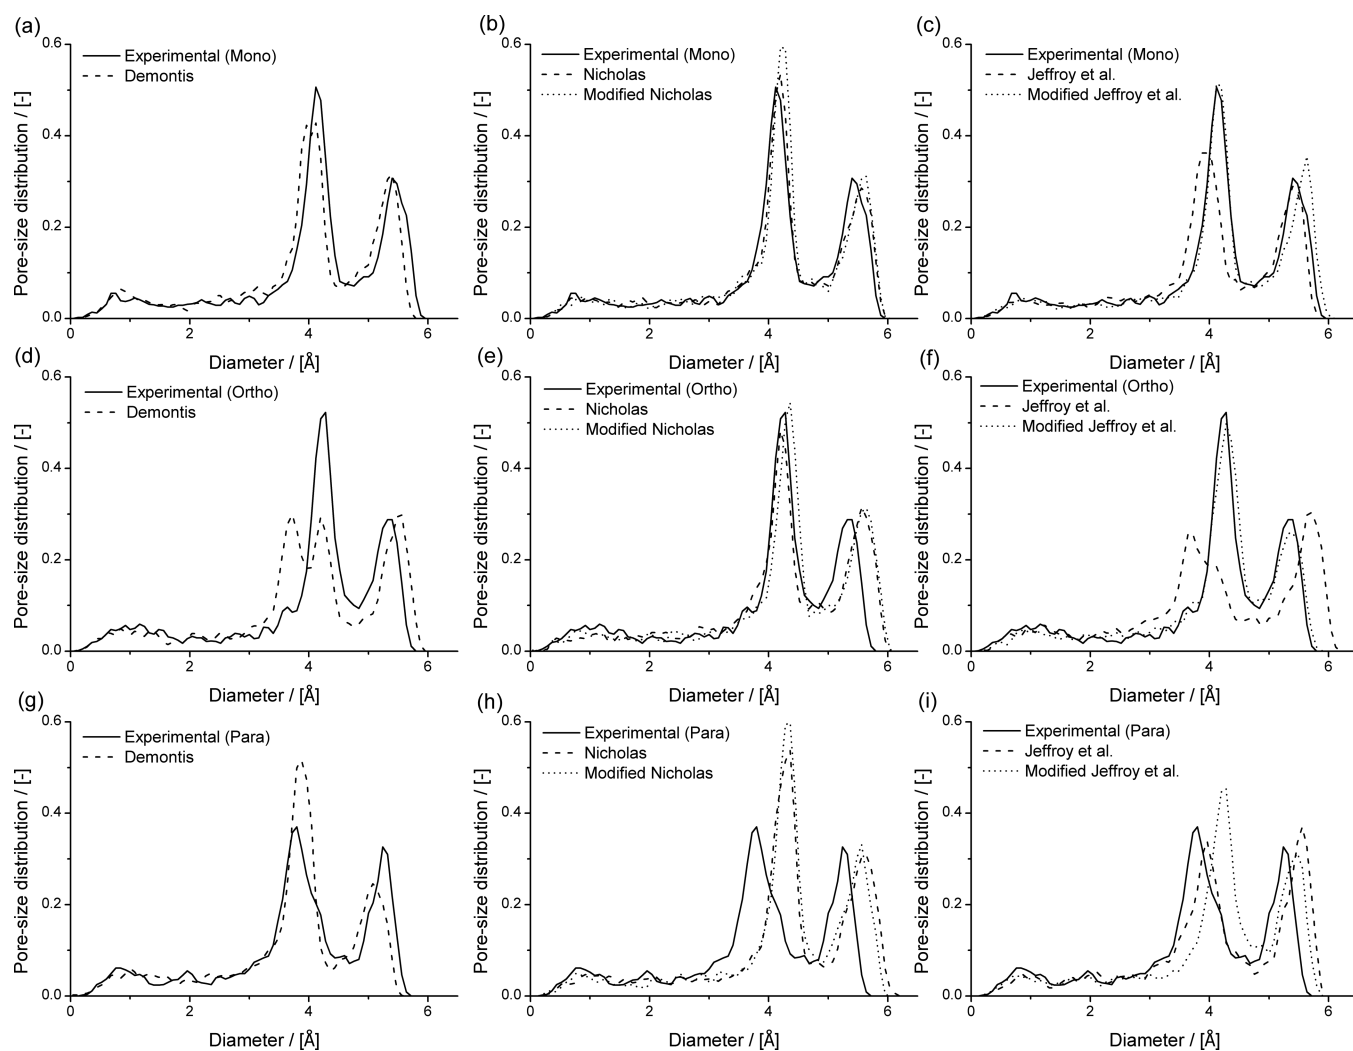 (a)
Experimental (Mono)
Demontis
Pore-size distribution / [-]
0.6
0.4
0.2
0.0
0
2
4
6
Diameter / [Å]
(b)
Experimental (Mono)
Nicholas
Modified Nicholas
Pore-size distribution / [-]
0.6
0.4
0.2
0.0
0
2
4
6
Diameter / [Å]
(c)
Experimental (Mono)
Jeffroy et al.
Modified Jeffroy et al.
Pore-size distribution / [-]
0.6
0.4
0.2
0.0
0
2
4
6
Diameter / [Å]
(d)
Experimental (Ortho)
Demontis
Pore-size distribution / [-]
0.6
0.4
0.2
0.0
0
2
4
6
Diameter / [Å]
(e)
Experimental (Ortho)
Nicholas
Modified Nicholas
Pore-size distribution / [-]
0.6
0.4
0.2
0.0
0
2
4
6
Diameter / [Å]
(f)
Experimental (Ortho)
Jeffroy et al.
Modified Jeffroy et al.
Pore-size distribution / [-]
0.6
0.4
0.2
0.0
0
2
4
6
Diameter / [Å]
(g)
Experimental (Para)
Demontis
Pore-size distribution / [-]
0.6
0.4
0.2
0.0
0
2
4
6
Diameter / [Å]
(h)
Experimental (Para)
Nicholas
Modified Nicholas
Pore-size distribution / [-]
0.6
0.4
0.2
0.0
0
2
4
6
Diameter / [Å]
(i)
Experimental (Para)
Jeffroy et al.
Modified Jeffroy et al.
Pore-size distribution / [-]
0.6
0.4
0.2
0.0
0
2
4
6
Diameter / [Å]